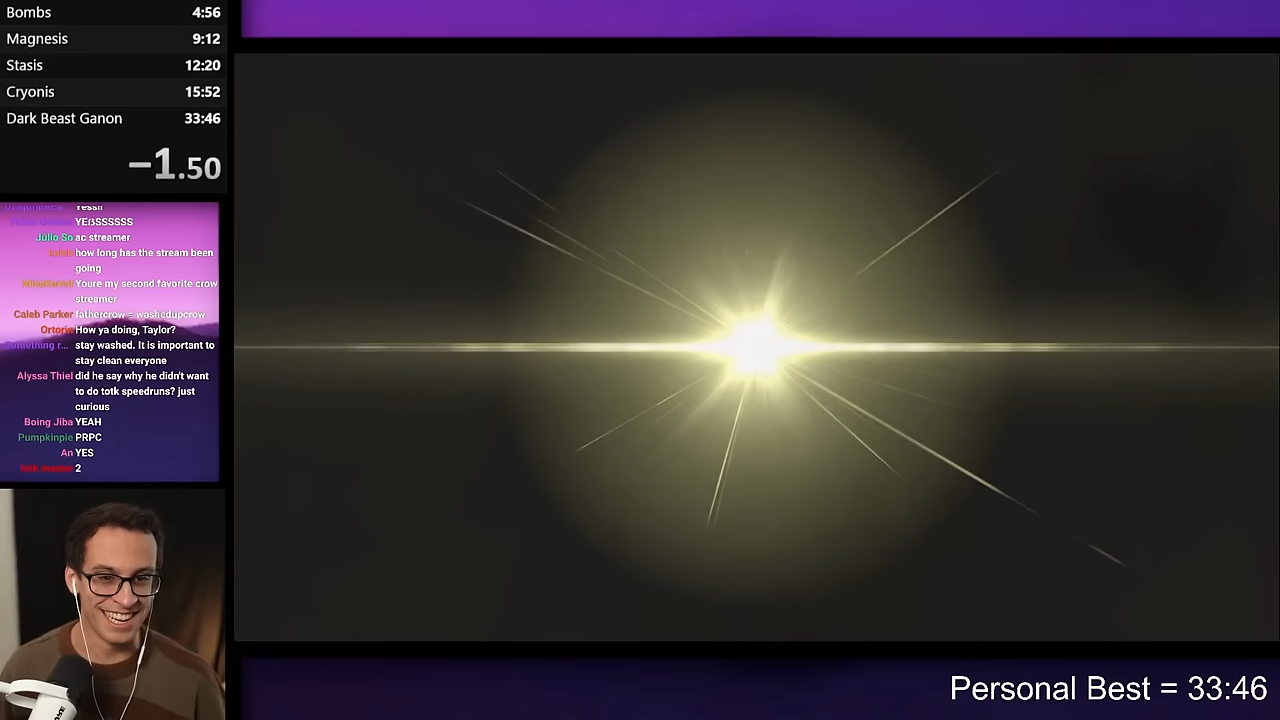 Bombs 4:56
Magnesis 9:12
Stasis 12:20
Cryonis 15:52
Dark Beast Ganon 33:46
−1.50
Yessir
YEßSSSSSS
Júlio So ac streamer
how long has the stream been
going
Youre my second favorite crow
streamer
Caleb Parker fathercrow = washedupcrow
Ortorin How ya doing, Taylor?
stay washed. It is important to
stay clean everyone
Alyssa Thiel did he say why he didn't want
to do totk speedruns? just
curious
Boing Jiba YEAH
Pumpkinpie PRPC
An YES
2
Personal Best = 33:46